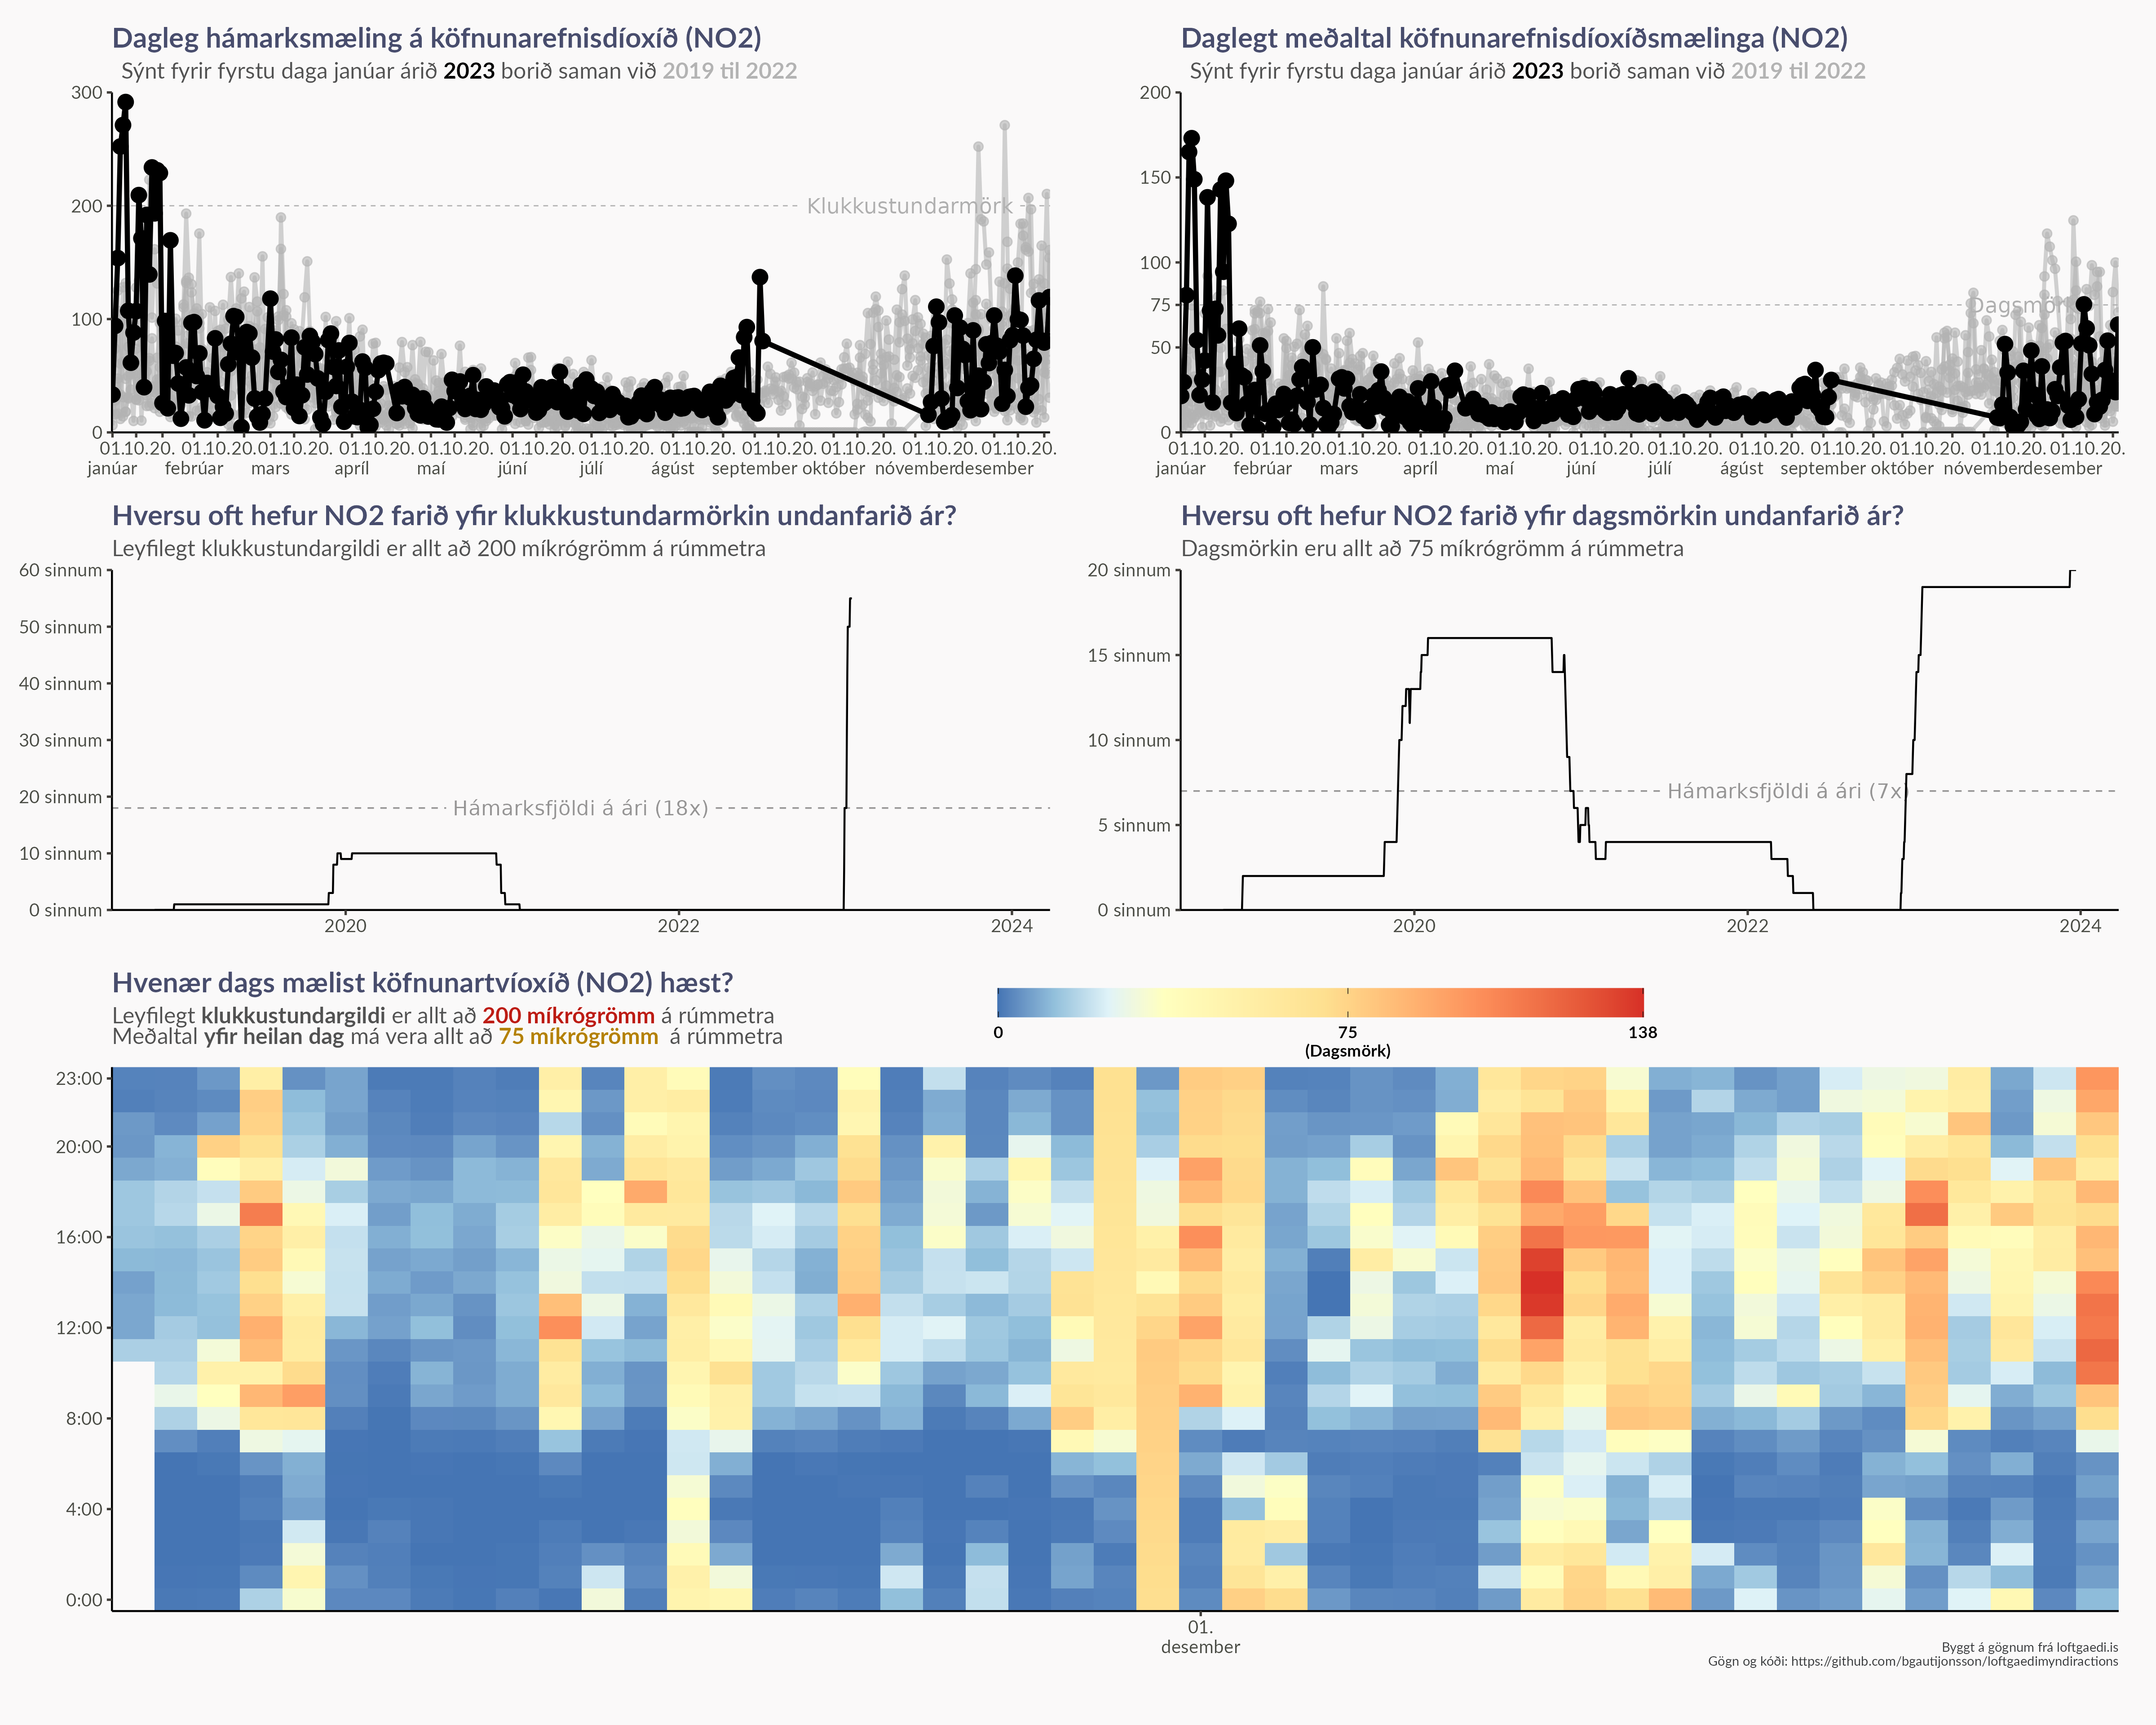 Dagleg hámarksmæling á köfnunarefnisdíoxíð (NO2)
Sýnt fyrir fyrstu daga janúar árið 2023 borið saman við 2019 til 2022
300
200
100
0
Klukkustundarmörk
01.10.20. 01.10.20. 01.10.20. 01.10.20. 01.10.20. 01.10.20. 01.10.20. 01.10.20. 01.10.20. 01.10.20. 01.10.20. 01.10.20.
janúar febrúar mars apríl maí júní júlí ágúst september október nóvember desember
Daglegt meðaltal köfnunarefnisdíoxíðsmælinga (NO2)
Sýnt fyrir fyrstu daga janúar árið 2023 borið saman við 2019 til 2022
200
150
100
75
50
0
Dagsmörk
01.10.20. 01.10.20. 01.10.20. 01.10.20. 01.10.20. 01.10.20. 01.10.20. 01.10.20. 01.10.20. 01.10.20. 01.10.20. 01.10.20.
janúar febrúar mars apríl maí júní júlí ágúst september október nóvember desember
Hversu oft hefur NO2 farið yfir klukkustundarmörkin undanfarið ár?
Leyfilegt klukkustundargildi er allt að 200 míkrógrömm á rúmmetra
60 sinnum
50 sinnum
40 sinnum
30 sinnum
20 sinnum
10 sinnum
0 sinnum
Hámarksfjöldi á ári (18x)
2020 2022 2024
Hversu oft hefur NO2 farið yfir dagsmörkin undanfarið ár?
Dagsmörkin eru allt að 75 míkrógrömm á rúmmetra
20 sinnum
15 sinnum
10 sinnum
5 sinnum
0 sinnum
Hámarksfjöldi á ári (7x)
2020 2022 2024
Hvenær dags mælist köfnunartvíoxíð (NO2) hæst?
Leyfilegt klukkustundargildi er allt að 200 míkrógrömm á rúmmetra
Meðaltal yfir heilan dag má vera allt að 75 míkrógrömm á rúmmetra
0 75 138
(Dagsmörk)
23:00
20:00
16:00
12:00
8:00
4:00
0:00
01.
desember
Byggt á gögnum frá loftgaedi.is
Gögn og kóði: https://github.com/bgautijonsson/loftgaedimyndiractions